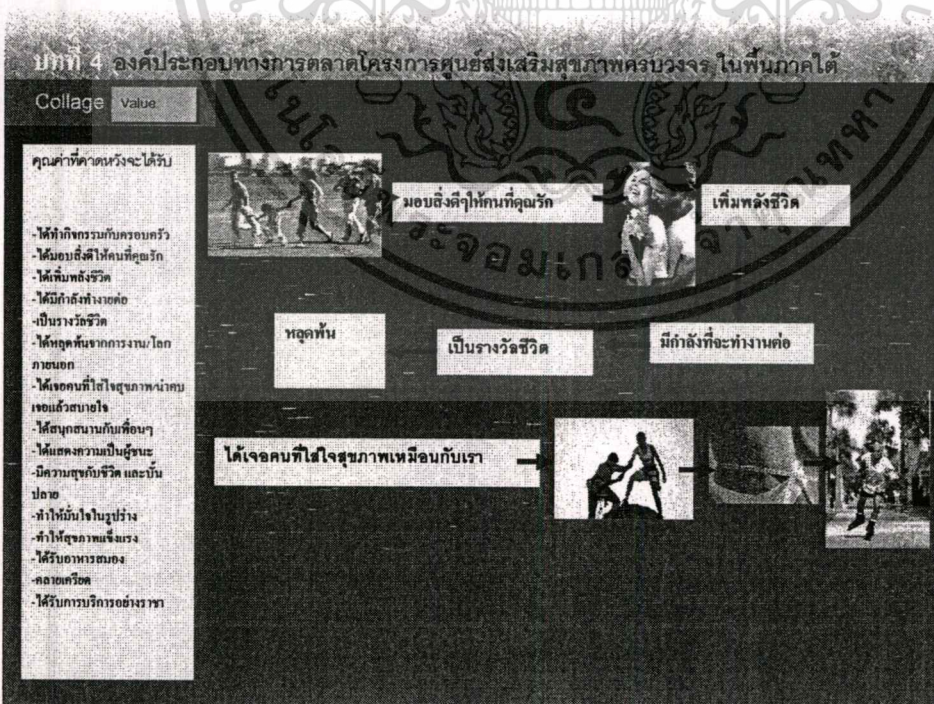 บทที่ 4 องค์ประกอบทางการตลาดโครงการศูนย์ส่งเสริมสุขภาพครบวงจร ในพื้นภาคใต้
Collage Value
คุณค่าที่คาดหวังจะได้รับ
-ได้ทำกิจกรรมกับครอบครัว
-ได้มอบสิ่งดีให้คนที่คุณรัก
-ได้เพิ่มพลังชีวิต
-ได้มีกำลังทำงานต่อ
-เป็นรางวัลชีวิต
-ได้หลุดพ้นจากการงาน/โลก
ภายนอก
-ได้เจอคนที่ใส่ใจสุขภาพ/น่าคบ
เจอแล้วสบายใจ
-ได้สนุกสนานกับเพื่อนๆ
-ได้แสดงความเป็นผู้ชนะ
-มีความสุขกับชีวิต และบั้น
ปลาย
-ทำให้มั่นใจในรูปร่าง
-ทำให้สุขภาพแข็งแรง
-ได้รับอาหารสมอง
-คลายเครียด
-ได้รับการบริการอย่างราชา
มอบสิ่งดีๆให้คนที่คุณรัก
เพิ่มพลังชีวิต
หลุดพ้น
เป็นรางวัลชีวิต
มีกำลังที่จะทำงานต่อ
ได้เจอคนที่ใส่ใจสุขภาพเหมือนกับเรา